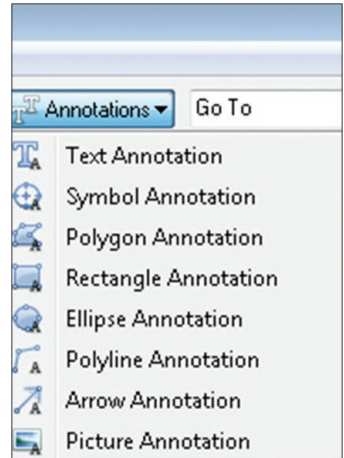 Annotations Go To
Text Annotation
Symbol Annotation
Polygon Annotation
Rectangle Annotation
Ellipse Annotation
Polyline Annotation
Arrow Annotation
Picture Annotation